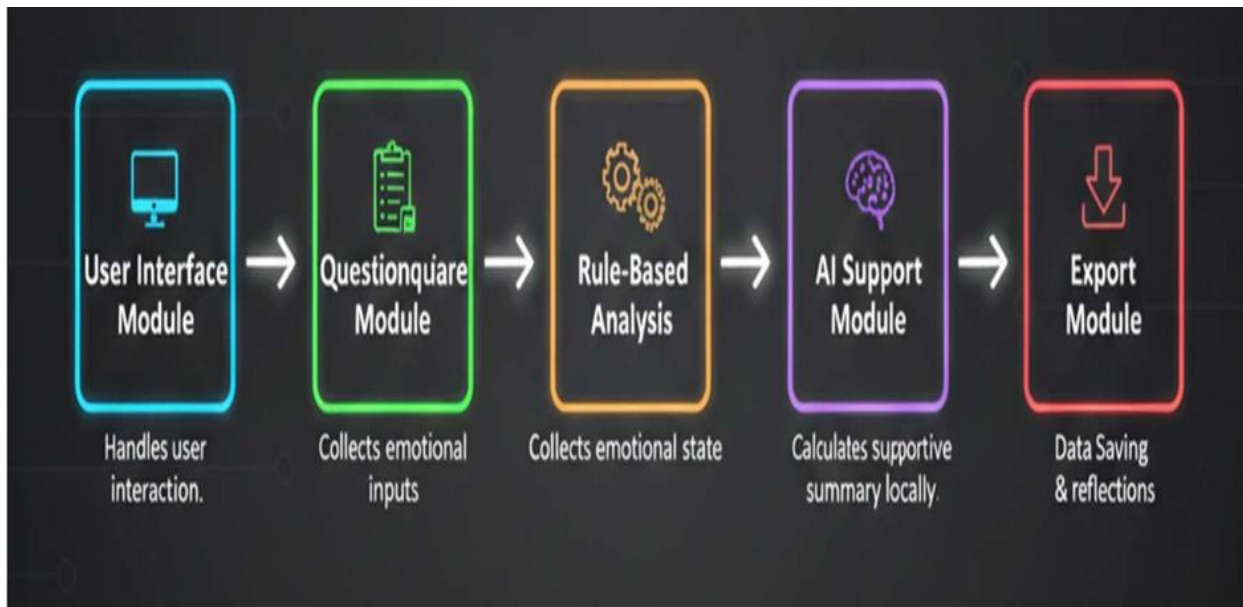 User Interface
Module
Questionquiare
Module
Rule-Based
Analysis
AI Support
Module
Export
Module
Handles user
interaction.
Collects emotional
inputs
Collects emotional state
Calculates supportive
summary locally.
Data Saving
& reflections